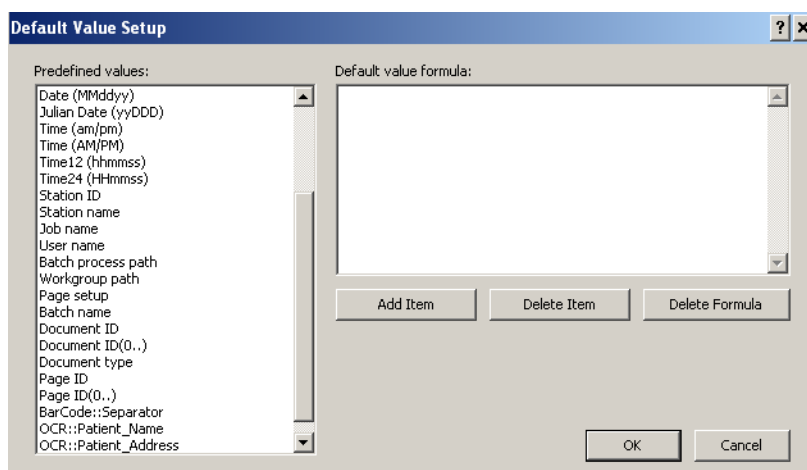 Default Value Setup
Predefined values:
Date (MMddyy)
Julian Date (yyDDD)
Time (am/pm)
Time (AM/PM)
Time12 (hhmmss)
Time24 (HHmmss)
Station ID
Station name
Job name
User name
Batch process path
Workgroup path
Page setup
Batch name
Document ID
Document ID(0..)
Document type
Page ID
Page ID(0..)
BarCode::Separator
OCR::Patient_Name
OCR::Patient_Address
Default value formula:
Add Item Delete Item Delete Formula
OK Cancel